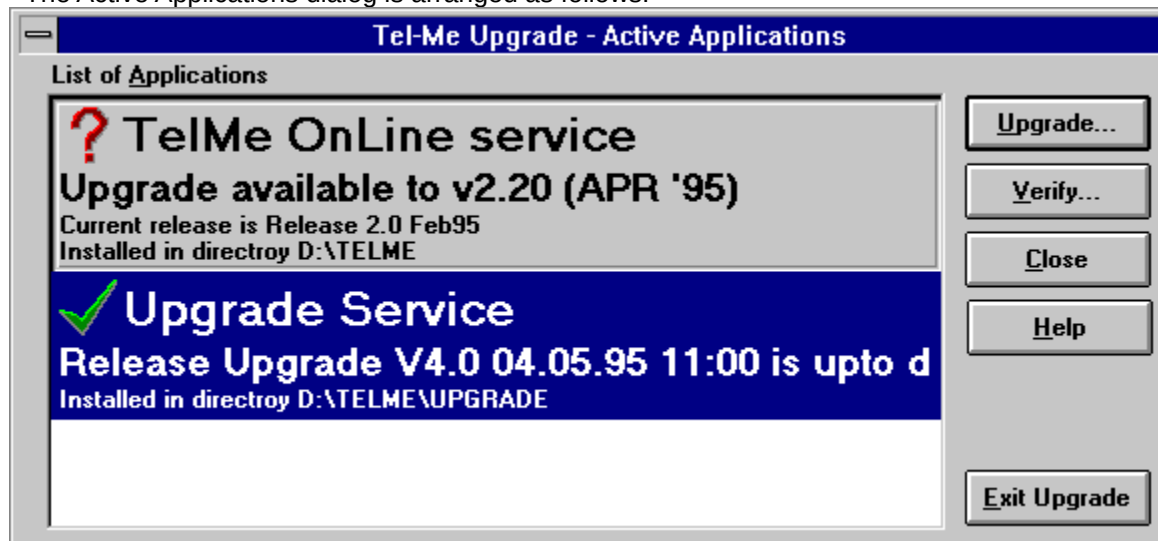 The Active Applications dialog is arranged as follows:
Tel-Me Upgrade - Active Applications
List of Applications
? TelMe OnLine service
Upgrade available to v2.20 (APR '95)
Current release is Release 2.0 Feb95
Installed in directroy D:\TELME
Upgrade Service
Release Upgrade V4.0 04.05.95 11:00 is upto d
Installed in directroy D:\TELME\UPGRADE
Upgrade...
Verify...
Close
Help
Exit Upgrade